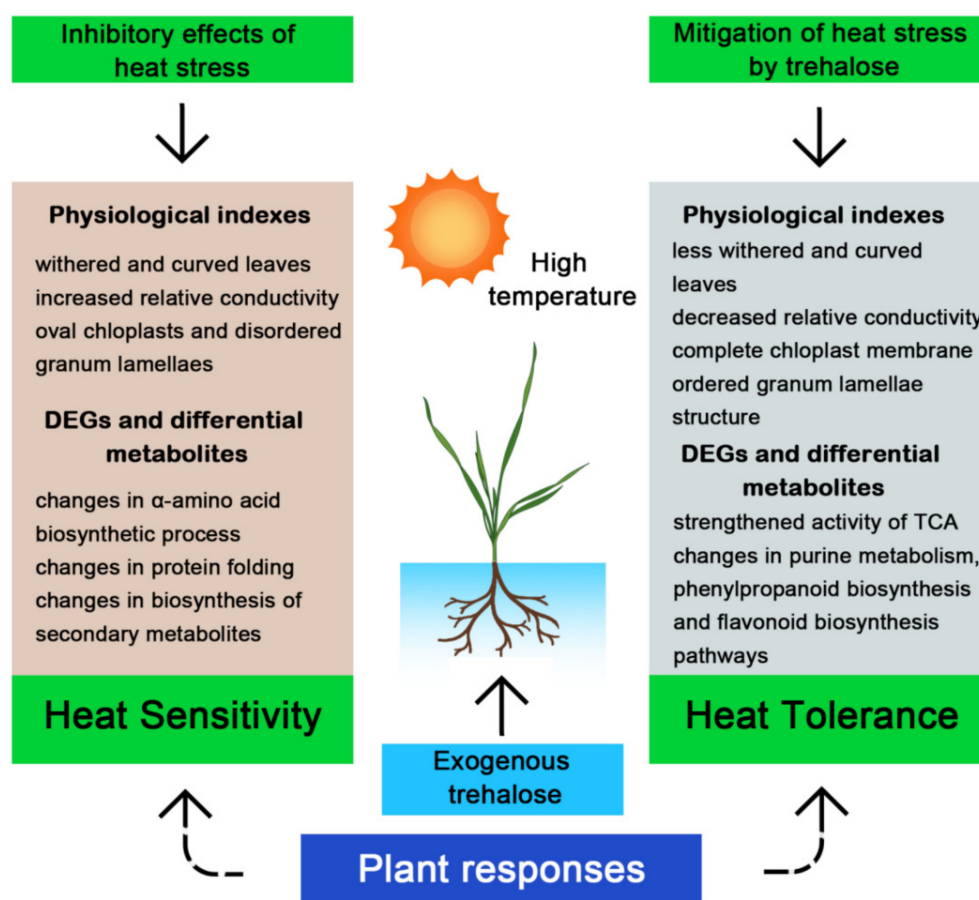 Inhibitory effects of
heat stress
Physiological indexes
withered and curved leaves
increased relative conductivity
oval chloroplasts and disordered
granum lamellaes
DEGs and differential
metabolites
changes in α-amino acid
biosynthetic process
changes in protein folding
changes in biosynthesis of
secondary metabolites
Heat Sensitivity
High
temperature
Exogenous
trehalose
Plant responses
Mitigation of heat stress
by trehalose
Physiological indexes
less withered and curved
leaves
decreased relative conductivity
complete chloplast membrane
ordered granum lamellae
structure
DEGs and differential
metabolites
strengthened activity of TCA
changes in purine metabolism,
phenylpropanoid biosynthesis
and flavonoid biosynthesis
pathways
Heat Tolerance